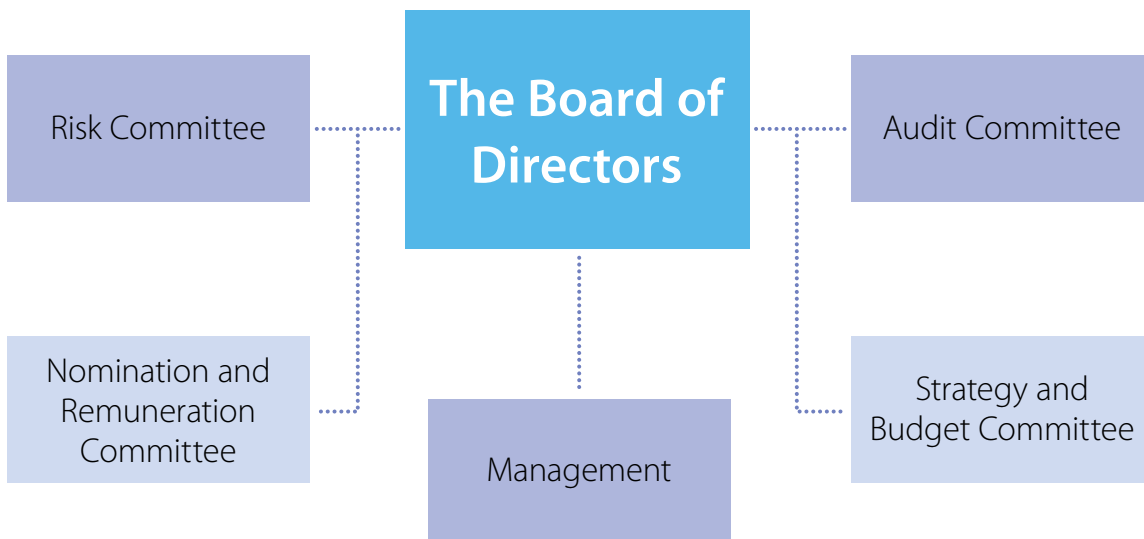 The Board of
Directors
Risk Committee
Audit Committee
Nomination and
Remuneration
Committee
Strategy and
Budget Committee
Management